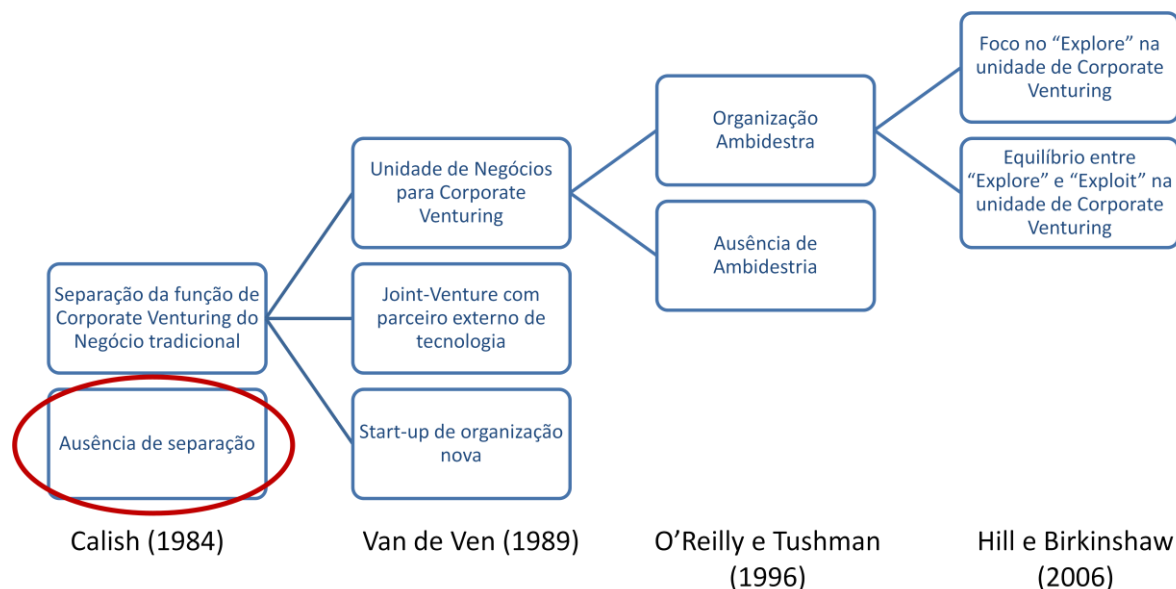 Separação da função de
Corporate Venturing do
Negócio tradicional
Ausência de separação
Calish (1984)
Unidade de Negócios
para Corporate
Venturing
Joint-Venture com
parceiro externo de
tecnologia
Start-up de organização
nova
Van de Ven (1989)
Organização
Ambidestra
Ausência de
Ambidestria
O’Reilly e Tushman
(1996)
Foco no “Explore” na
unidade de Corporate
Venturing
Equilíbrio entre
“Explore” e “Exploit” na
unidade de Corporate
Venturing
Hill e Birkinshaw
(2006)